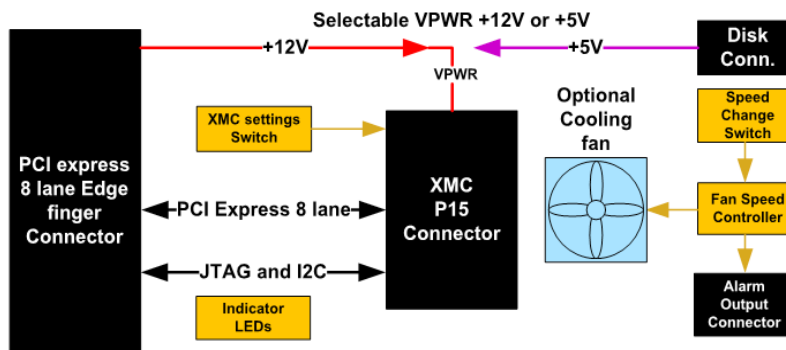 Selectable VPWR +12V or +5V
+12V
+5V
Disk
Conn.
VPWR
XMC settings
Switch
Optional
Cooling
fan
Speed
Change
Switch
PCI express
8 lane Edge
finger
Connector
XMC
P15
Connector
PCI Express 8 lane
Fan Speed
Controller
JTAG and I2C
Indicator
LEDs
Alarm
Output
Connector